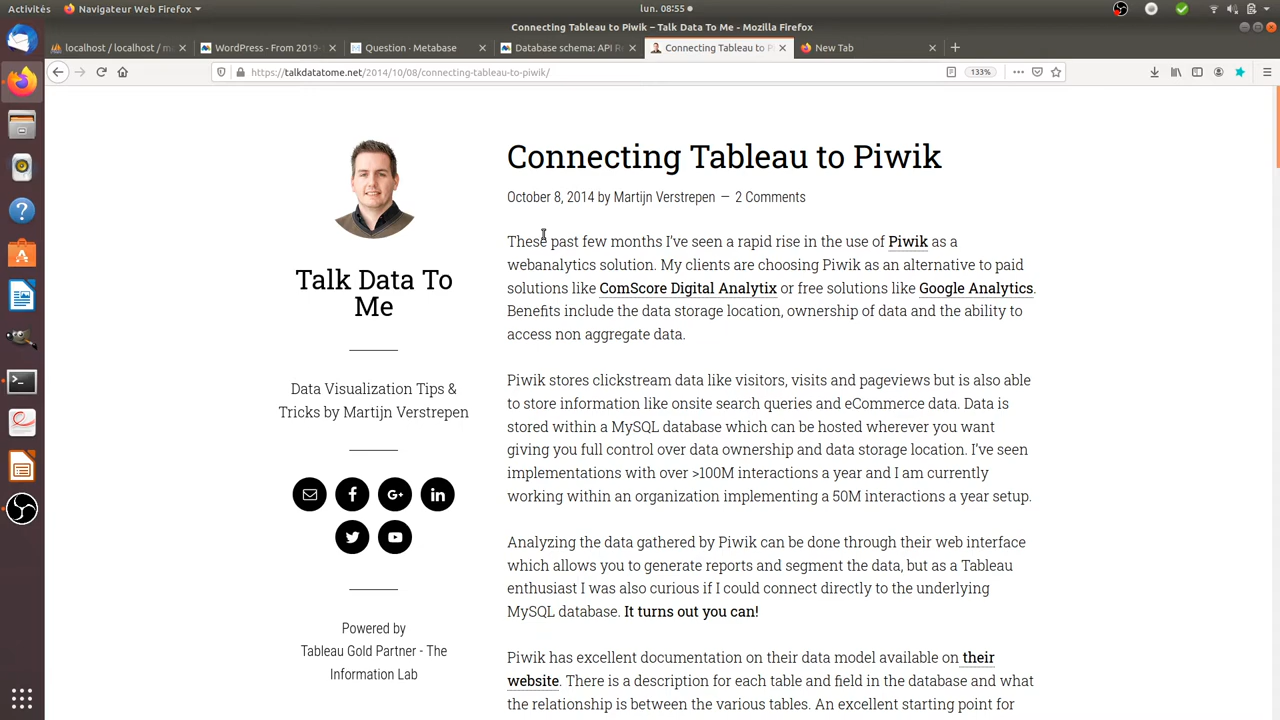 Activités
Navigateur Web Firefox
lun. 08:55
Connecting Tableau to Piwik – Talk Data To Me - Mozilla Firefox
localhost / localhost / m
WordPress - From 2019-
Question · Metabase
Database schema: API R
Connecting Tableau to P
New Tab
https://talkdatatome.net/2014/10/08/connecting-tableau-to-piwik/
133%
Talk Data To
Me
Data Visualization Tips &
Tricks by Martijn Verstrepen
Powered by
Tableau Gold Partner - The
Information Lab
Connecting Tableau to Piwik
October 8, 2014 by Martijn Verstrepen — 2 Comments
These past few months I've seen a rapid rise in the use of Piwik as a
webanalytics solution. My clients are choosing Piwik as an alternative to paid
solutions like ComScore Digital Analytix or free solutions like Google Analytics.
Benefits include the data storage location, ownership of data and the ability to
access non aggregate data.
Piwik stores clickstream data like visitors, visits and pageviews but is also able
to store information like onsite search queries and eCommerce data. Data is
stored within a MySQL database which can be hosted wherever you want
giving you full control over data ownership and data storage location. I've seen
implementations with over >100M interactions a year and I am currently
working within an organization implementing a 50M interactions a year setup.
Analyzing the data gathered by Piwik can be done through their web interface
which allows you to generate reports and segment the data, but as a Tableau
enthusiast I was also curious if I could connect directly to the underlying
MySQL database. It turns out you can!
Piwik has excellent documentation on their data model available on their
website. There is a description for each table and field in the database and what
the relationship is between the various tables. An excellent starting point for